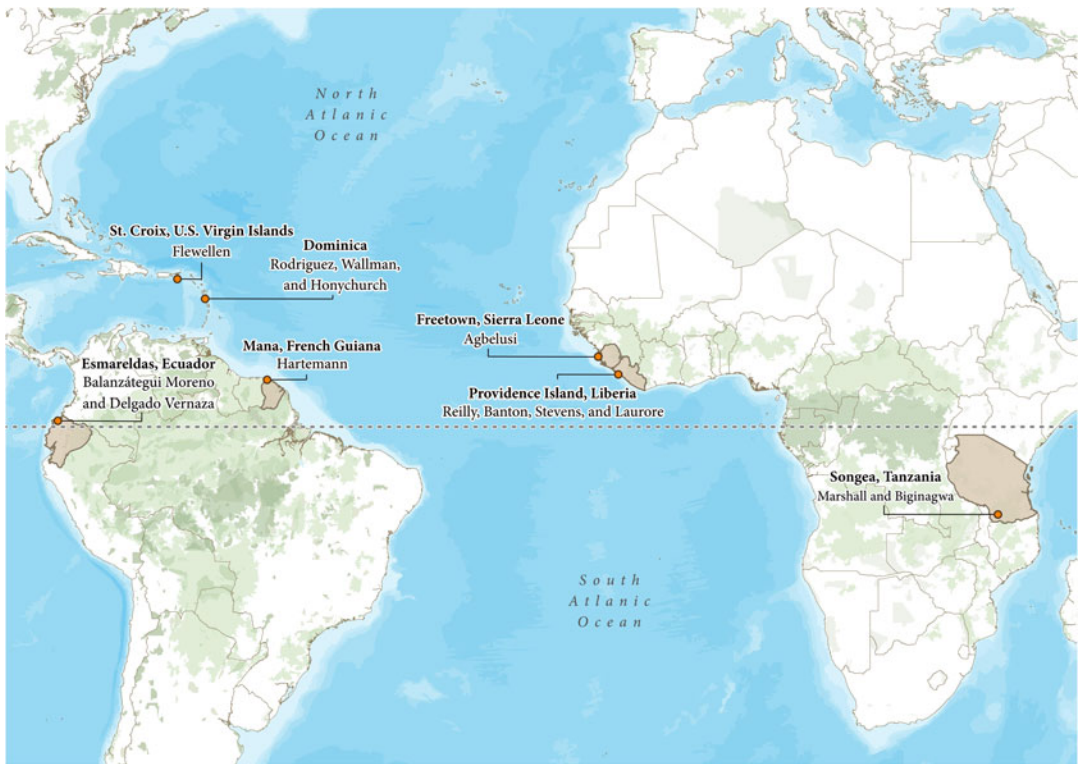 North
Atlantic
Ocean
St. Croix, U.S. Virgin Islands
Flewellen
Dominica
Rodriguez, Wallman,
and Honychurch
Freetown, Sierra Leone
Agbelusi
Mana, French Guiana
Hartemann
Esmareldas, Ecuador
Balanzátegui Moreno
and Delgado Vernaza
Providence Island, Liberia
Reilly, Banton, Stevens, and Laurore
Songea, Tanzania
Marshall and Biginagwa
South
Atlantic
Ocean